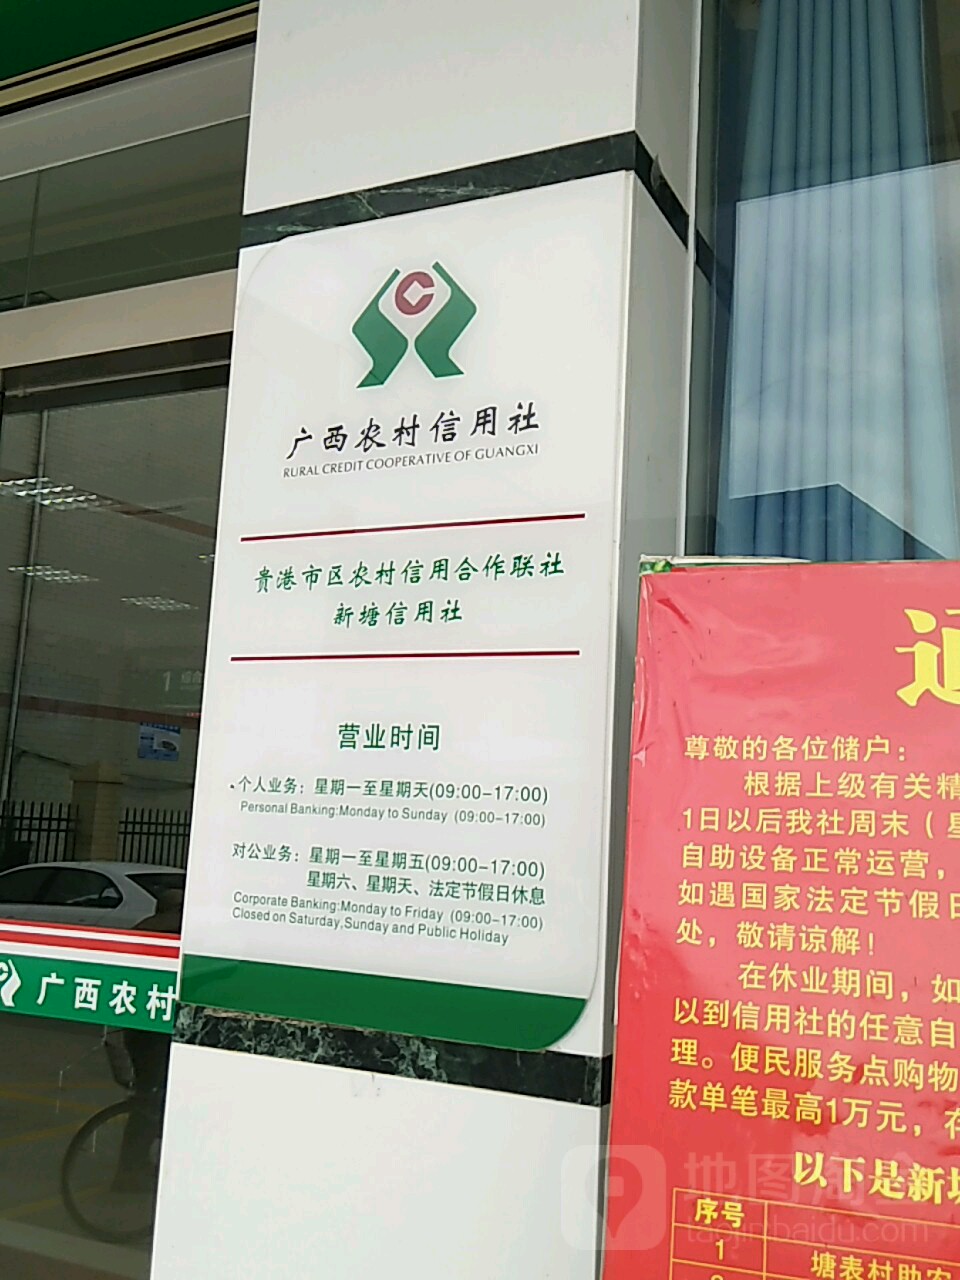 广西农村信用社
RURAL CREDIT COOPERATIVE OF GUANGXI
贵港市区农村信用合作联社
新塘信用社
营业时间
个人业务：星期一至星期天(09:00-17:00)
Personal Banking:Monday to Sunday (09:00-17:00)
对公业务：星期一至星期五(09:00-17:00)
星期六、星期天、法定节假日休息
Corporate Banking:Monday to Friday (09:00-17:00)
Closed on Saturday,Sunday and Public Holiday
广西农村
尊敬的各位储户：
根据上级有关精
1日以后我社周末（
自助设备正常运营，
如遇国家法定节假日
处，敬请谅解！
在休业期间，如
以到信用社的任意自
理。便民服务点购物
款单笔最高1万元，存
以下是新塘
序号
1
塘表村助农
地图淘金
taojin.baidu.com